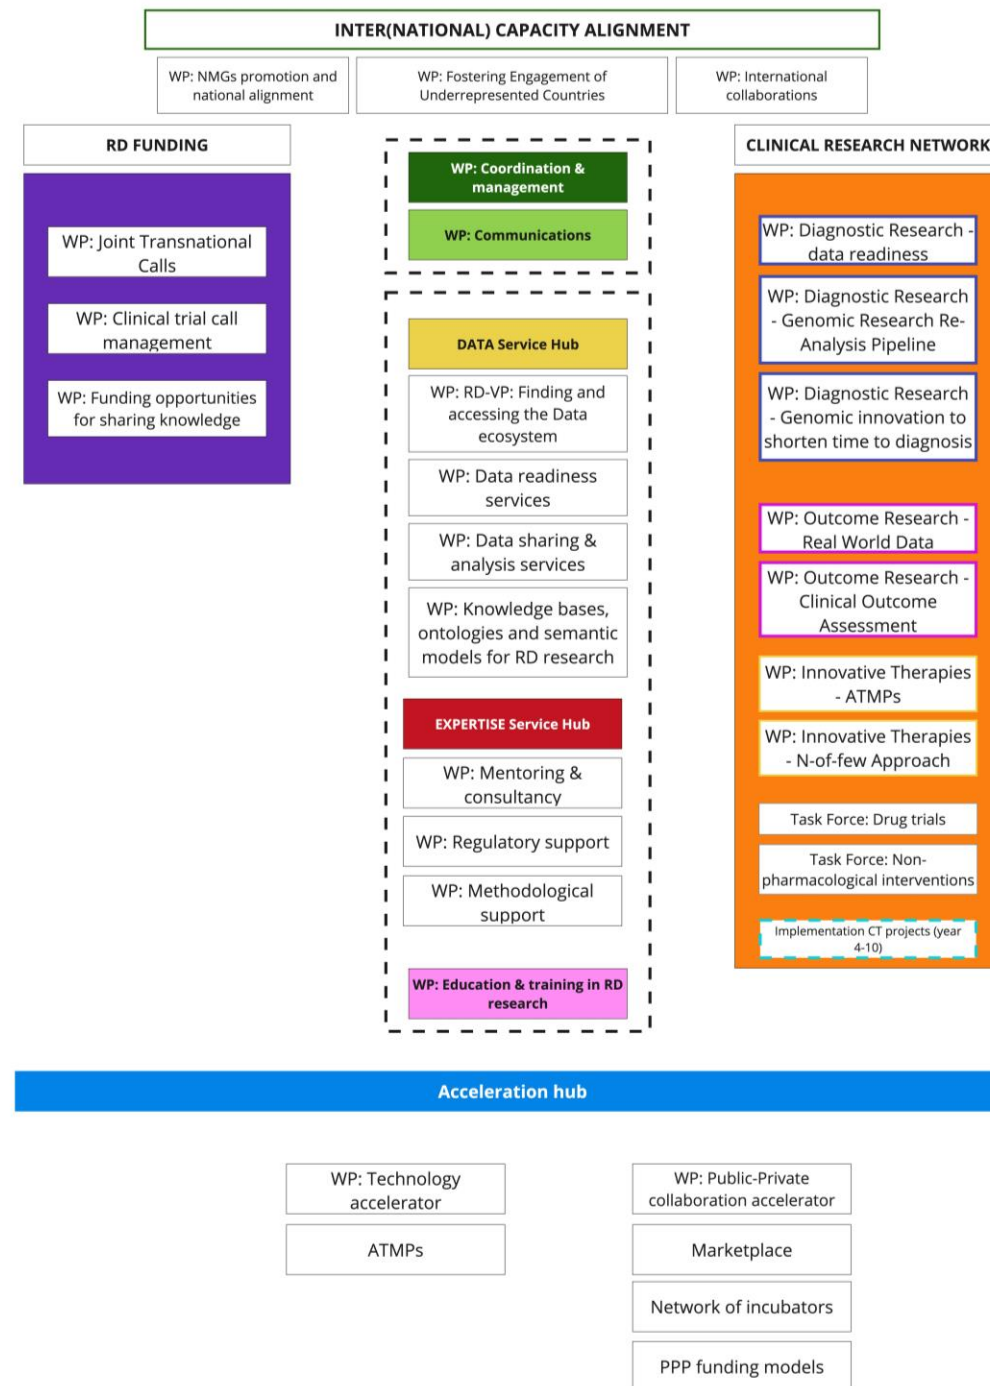 INTER(NATIONAL) CAPACITY ALIGNMENT
WP: NMGs promotion and
national alignment
WP: Fostering Engagement of
Underrepresented Countries
WP: International
collaborations
RD FUNDING
WP: Joint Transnational
Calls
WP: Clinical trial call
management
WP: Funding opportunities
for sharing knowledge
WP: Coordination &
management
WP: Communications
DATA Service Hub
WP: RD-VP: Finding and
accessing the Data
ecosystem
WP: Data readiness
services
WP: Data sharing &
analysis services
WP: Knowledge bases,
ontologies and semantic
models for RD research
EXPERTISE Service Hub
WP: Mentoring &
consultancy
WP: Regulatory support
WP: Methodological
support
WP: Education & training in RD
research
CLINICAL RESEARCH NETWORK
WP: Diagnostic Research -
data readiness
WP: Diagnostic Research
- Genomic Research Re-
Analysis Pipeline
WP: Diagnostic Research
- Genomic innovation to
shorten time to diagnosis
WP: Outcome Research -
Real World Data
WP: Outcome Research -
Clinical Outcome
Assessment
WP: Innovative Therapies
- ATMPs
WP: Innovative Therapies
- N-of-few Approach
Task Force: Drug trials
Task Force: Non-
pharmacological interventions
Implementation CT projects (year
4-10)
Acceleration hub
WP: Technology
accelerator
ATMPs
WP: Public-Private
collaboration accelerator
Marketplace
Network of incubators
PPP funding models